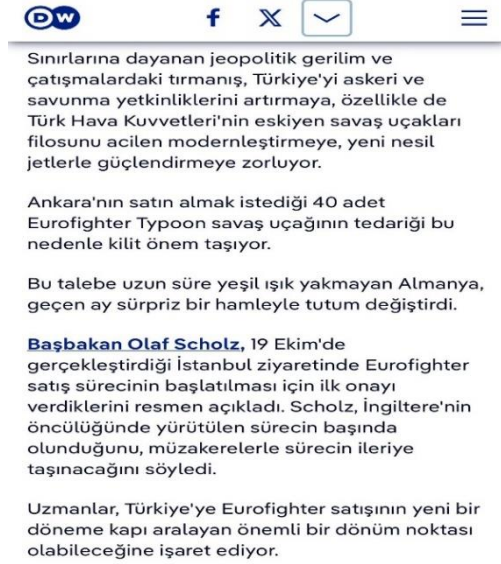 DW f X
Sınırlarına dayanan jeopolitik gerilim ve
çatışmalardaki tırmanış, Türkiye'yi askeri ve
savunma yetkinliklerini artırmaya, özellikle de
Türk Hava Kuvvetleri'nin eskiyen savaş uçakları
filosunu acilen modernleştirmeye, yeni nesil
jetlerle güçlendirmeye zorluyor.
Ankara'nın satın almak istediği 40 adet
Eurofighter Typoon savaş uçağının tedariği bu
nedenle kilit önem taşıyor.
Bu talebe uzun süre yeşil ışık yakmayan Almanya,
geçen ay sürpriz bir hamleyle tutum değiştirdi.
Başbakan Olaf Scholz, 19 Ekim'de
gerçekleştirdiği İstanbul ziyaretinde Eurofighter
satış sürecinin başlatılması için ilk onayı
verdiklerini resmen açıkladı. Scholz, İngiltere'nin
öncülüğünde yürütülen sürecin başında
olunduğunu, müzakerelerle sürecin ileriye
taşınacağını söyledi.
Uzmanlar, Türkiye'ye Eurofighter satışının yeni bir
döneme kapı aralayan önemli bir dönüm noktası
olabileceğine işaret ediyor.